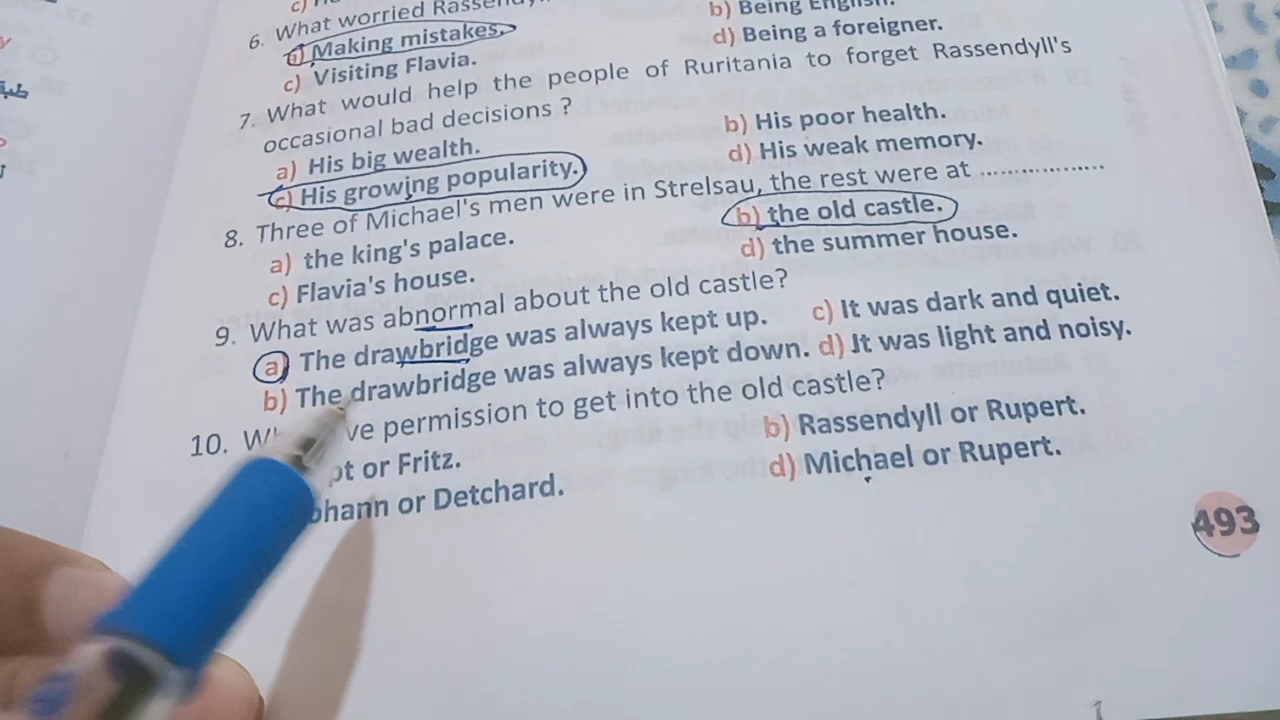 c)
6. What worried
b) Being English.
Making mistakes.
d) Being a foreigner.
c) Visiting Flavia.
7. What would help the people of Ruritania to forget Rassendyll's
occasional bad decisions ?
a) His big wealth.
b) His poor health.
c) His growing popularity.
d) His weak memory.
8. Three of Michael's men were in Strelsau, the rest were at ..................
a) the king's palace.
b) the old castle.
c) Flavia's house.
d) the summer house.
9. What was abnormal about the old castle?
a) The drawbridge was always kept up. c) It was dark and quiet.
b) The drawbridge was always kept down. d) It was light and noisy.
10. permission to get into the old castle?
or Fritz.
b) Rassendyll or Rupert.
or Detchard.
d) Michael or Rupert.
493